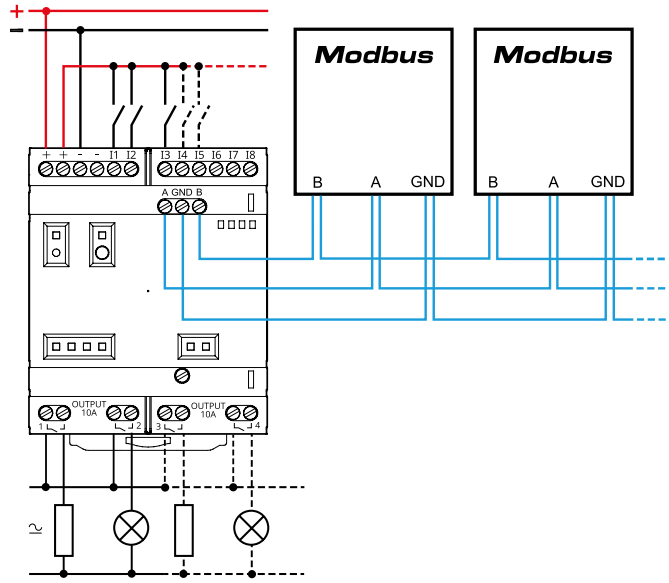 +
−
Modbus Modbus
+ + - - I1 I2 I3 I4 I5 I6 I7 I8
B A GND B A GND
A GND B
OUTPUT 10A OUTPUT 10A
1 2 3 4
≃